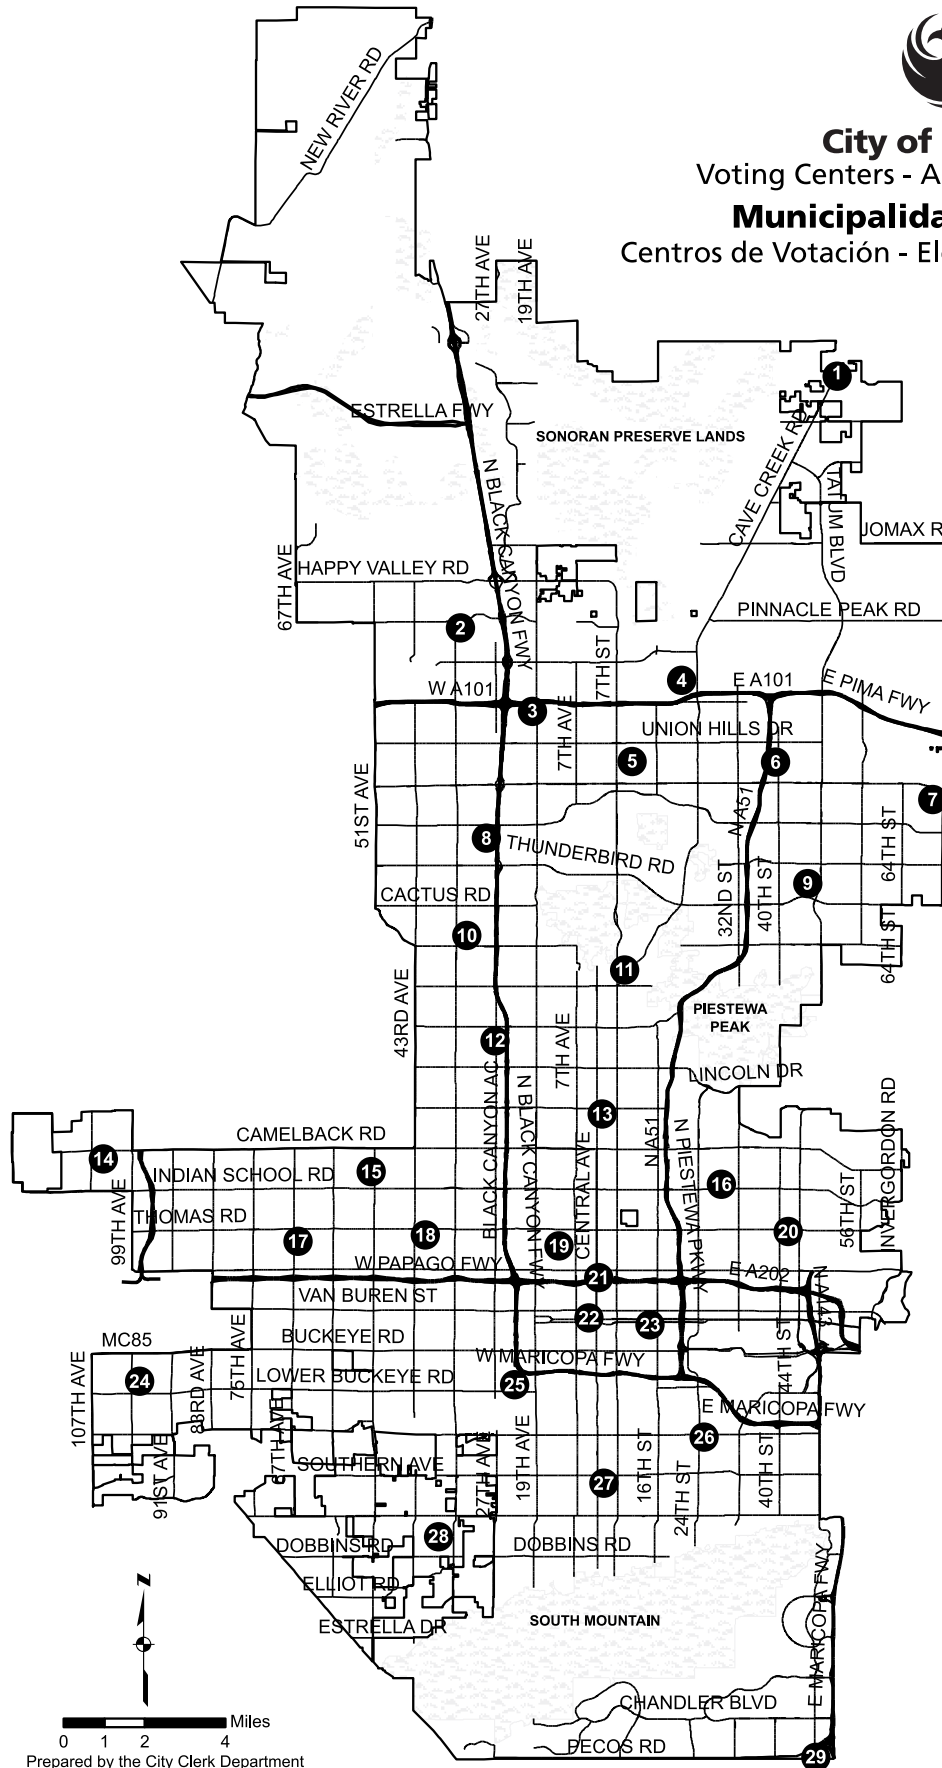 City of
Voting Centers - A
Municipalida
Centros de Votación - Ele
NEW RIVER RD
27TH AVE
19TH AVE
1
ESTRELLA FWY
SONORAN PRESERVE LANDS
CAVE CREEK RD
N BLACK CANYON FWY
TATUM BLVD
JOMAX R
67TH AVE
HAPPY VALLEY RD
PINNACLE PEAK RD
2
7TH ST
4
W A101
E A101
E PIMA FWY
3
7TH AVE
UNION HILLS DR
5
6
7
51ST AVE
N A51
8
THUNDERBIRD RD
64TH ST
32ND ST
40TH ST
9
CACTUS RD
10
64TH ST
11
43RD AVE
PIESTEWA
PEAK
12
7TH AVE
LINCOLN DR
BLACK CANYON AC
N BLACK CANYON FWY
13
N A51
N PIESTEWA PKWY
CAMELBACK RD
INVERGORDON RD
14
INDIAN SCHOOL RD
15
CENTRAL AVE
16
56TH ST
99TH AVE
THOMAS RD
17
18
19
20
W PAPAGO FWY
21
E A202
N A143
VAN BUREN ST
22
23
BUCKEYE RD
MC85
75TH AVE
W MARICOPA FWY
44TH ST
107TH AVE
24
83RD AVE
LOWER BUCKEYE RD
25
E MARICOPA FWY
67TH AVE
26
91ST AVE
SOUTHERN AVE
27TH AVE
19TH AVE
27
16TH ST
24TH ST
40TH ST
28
DOBBINS RD
DOBBINS RD
ELLIOT RD
ESTRELLA DR
SOUTH MOUNTAIN
E MARICOPA FWY
CHANDLER BLVD
PECOS RD
29
N
Miles
0 1 2 4
Prepared by the City Clerk Department